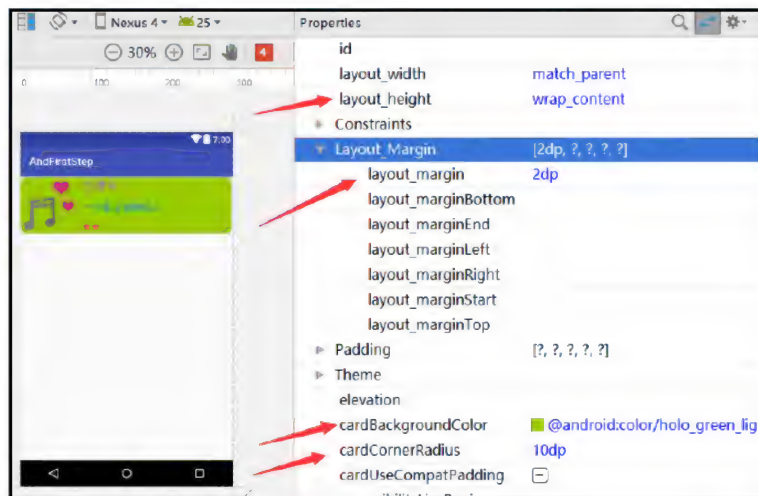 Nexus 4 25
Properties
30% 4
0 100 200 300
id
layout_width match_parent
layout_height wrap_content
Constraints
Layout_Margin [2dp, ?, ?, ?, ?]
layout_margin 2dp
layout_marginBottom
layout_marginEnd
layout_marginLeft
layout_marginRight
layout_marginStart
layout_marginTop
Padding [?, ?, ?, ?, ?]
Theme
elevation
cardBackgroundColor @android:color/holo_green_lig
cardCornerRadius 10dp
cardUseCompatPadding
7:00
AndFirstStep